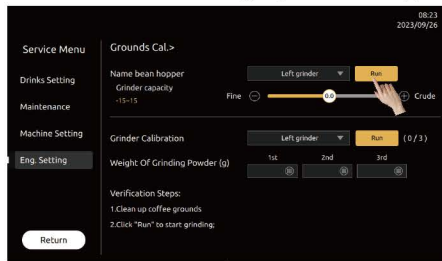 08:23
2023/09/26
Service Menu
Grounds Cal.>
Drinks Setting
Maintenance
Machine Setting
Eng. Setting
Return
Name bean hopper
Left grinder
Run
Grinder capacity
-15~15
Fine
0.0
Crude
Grinder Calibration
Left grinder
Run
(0/3)
Weight Of Grinding Powder (g)
1st
2nd
3rd
Verification Steps:
1.Clean up coffee grounds
2.Click "Run" to start grinding;